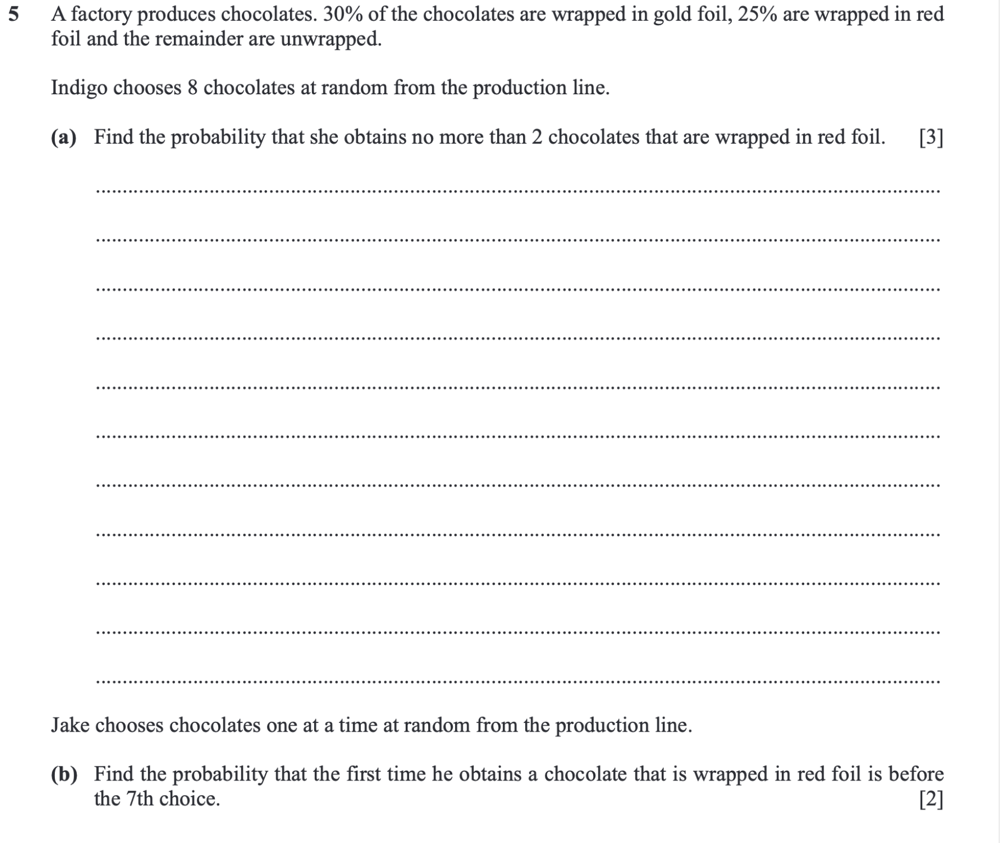 5 A factory produces chocolates. 30% of the chocolates are wrapped in gold foil, 25% are wrapped in red
foil and the remainder are unwrapped.
Indigo chooses 8 chocolates at random from the production line.
(a) Find the probability that she obtains no more than 2 chocolates that are wrapped in red foil. [3]
Jake chooses chocolates one at a time at random from the production line.
(b) Find the probability that the first time he obtains a chocolate that is wrapped in red foil is before
the 7th choice. [2]